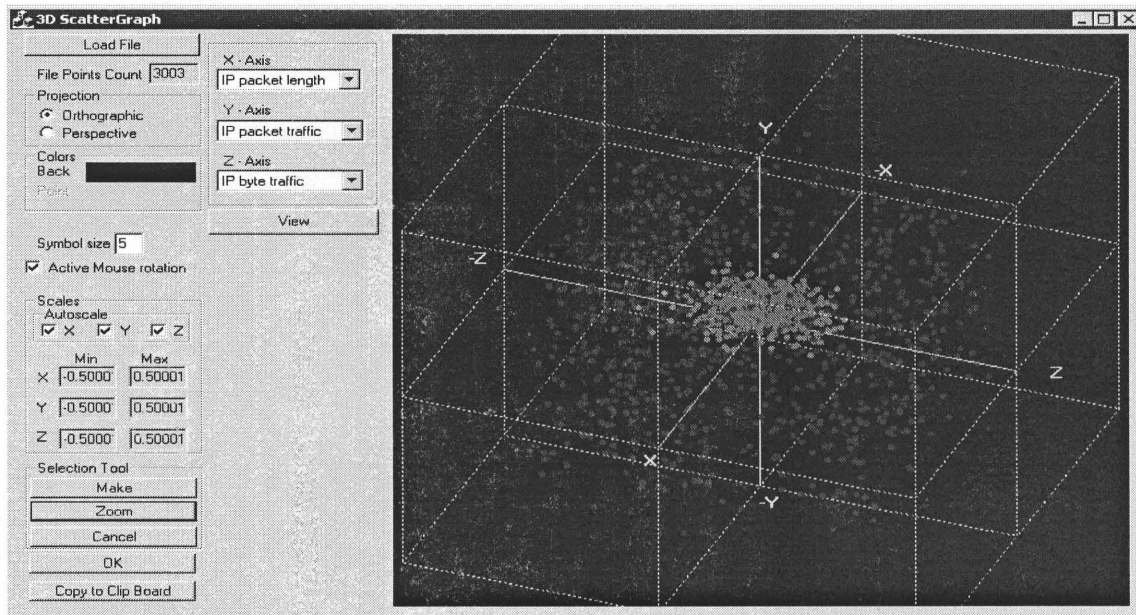 3D ScatterGraph
Load File
File Points Count 3003
Projection
Orthographic
Perspective
Colors
Back
Point
Symbol size 5
Active Mouse rotation
Scales
Autoscale
X Y Z
Min Max
X -0.5000 0.50001
Y -0.5000 0.50001
Z -0.5000 0.50001
Selection Tool
Make
Zoom
Cancel
OK
Copy to Clip Board
X - Axis
IP packet length
Y - Axis
IP packet traffic
Z - Axis
IP byte traffic
View
Y
-X
-Z
Z
X
-Y